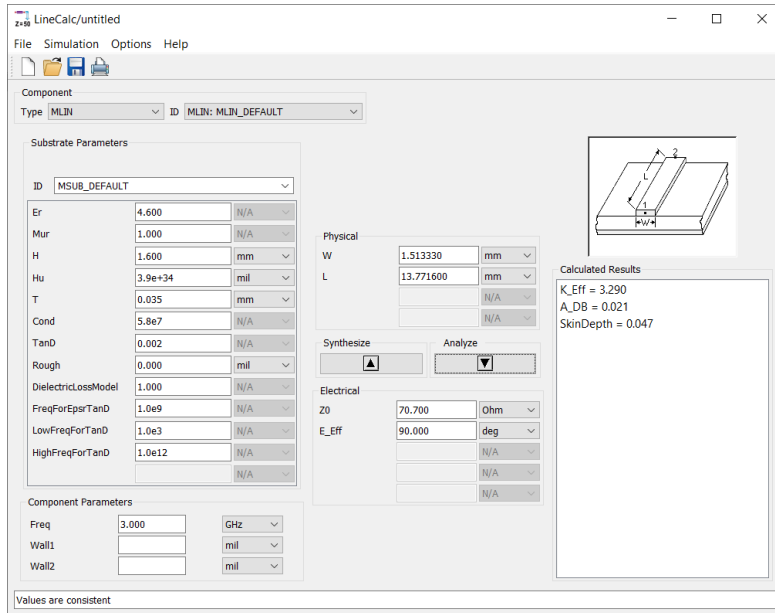 Z=50 LineCalc/untitled
File Simulation Options Help
Component
Type MLIN ID MLIN: MLIN_DEFAULT
Substrate Parameters
ID MSUB_DEFAULT
Er 4.600 N/A
Mur 1.000 N/A
H 1.600 mm
Hu 3.9e+34 mil
T 0.035 mm
Cond 5.8e7 N/A
TanD 0.002 N/A
Rough 0.000 mil
DielectricLossModel 1.000 N/A
FreqForEpsrTanD 1.0e9 N/A
LowFreqForTanD 1.0e3 N/A
HighFreqForTanD 1.0e12 N/A
N/A
Component Parameters
Freq 3.000 GHz
Wall1 mil
Wall2 mil
Physical
W 1.513330 mm
L 13.771600 mm
N/A
N/A
Synthesize Analyze
Electrical
Z0 70.700 Ohm
E_Eff 90.000 deg
N/A
N/A
N/A
2
L
1
W
Calculated Results
K_Eff = 3.290
A_DB = 0.021
SkinDepth = 0.047
Values are consistent